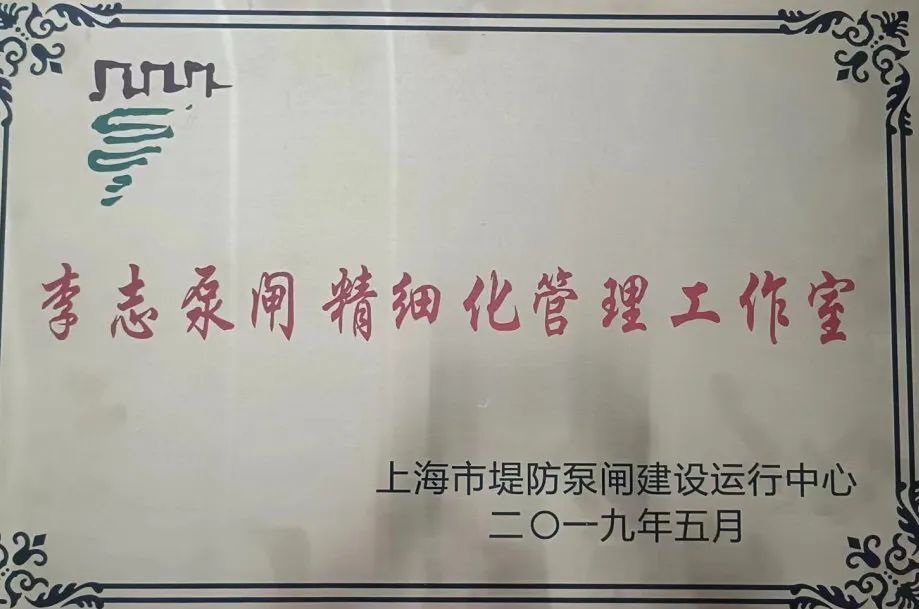 李志泵闸精细化管理工作室
上海市堤防泵闸建设运行中心
二〇一九年五月